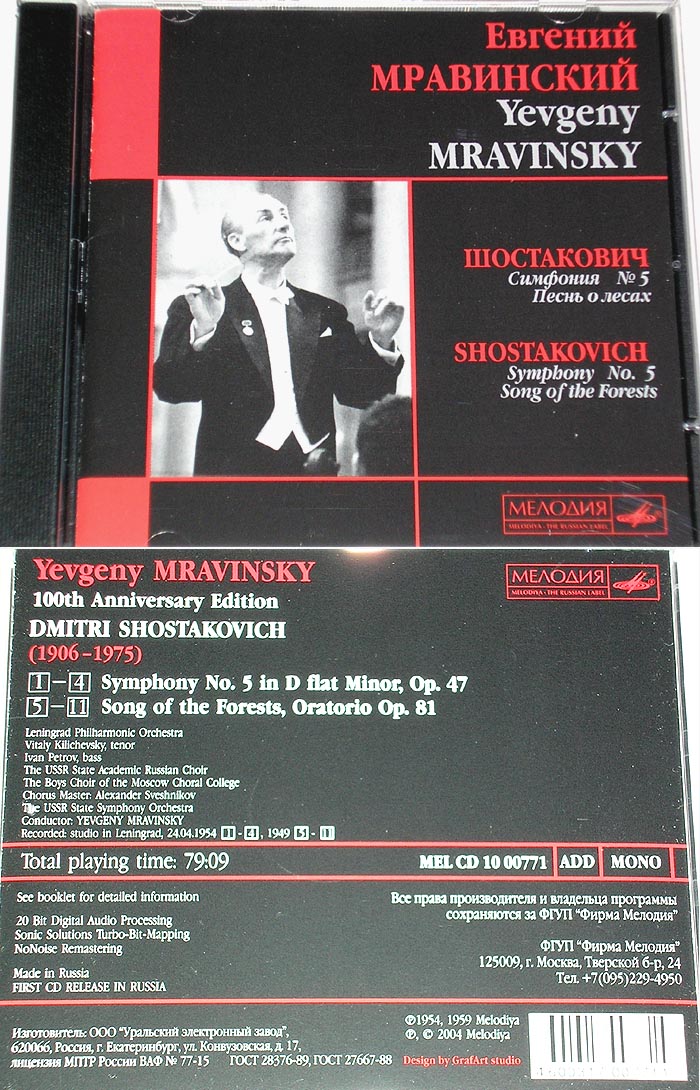 Евгений
МРАВИНСКИЙ
Yevgeny
MRAVINSKY
ШОСТАКОВИЧ
Симфония № 5
Песнь о лесах
SHOSTAKOVICH
Symphony No. 5
Song of the Forests
МЕЛОДИЯ
MELODIYA - THE RUSSIAN LABEL
Yevgeny MRAVINSKY
МЕЛОДИЯ
MELODIYA - THE RUSSIAN LABEL
100th Anniversary Edition
DMITRI SHOSTAKOVICH
(1906-1975)
1-4 Symphony No. 5 in D flat Minor, Op. 47
5-11 Song of the Forests, Oratorio Op. 81
Leningrad Philharmonic Orchestra
Vitaly Kilichevsky, tenor
Ivan Petrov, bass
The USSR State Academic Russian Choir
The Boys Choir of the Moscow Choral College
Chorus Master: Alexander Sveshnikov
The USSR State Symphony Orchestra
Conductor: YEVGENY MRAVINSKY
Recorded: studio in Leningrad, 24.04.1954 1-4, 1949 5-11
Total playing time: 79:09 MEL CD 10 00771 ADD MONO
See booklet for detailed information
20 Bit Digital Audio Processing
Sonic Solutions Turbo-Bit-Mapping
NoNoise Remastering
Made in Russia
FIRST CD RELEASE IN RUSSIA
Все права производителя и владельца программы
сохраняются за ФГУП "Фирма Мелодия"
ФГУП "Фирма Мелодия"
125009, г. Москва, Тверской б-р, 24
Тел. +7(095)229-4950
Изготовитель: ООО "Уральский электронный завод",
620066, Россия, г. Екатеринбург, ул. Конвузовская, д. 17,
лицензия МПТР России ВАФ № 77-15 ГОСТ 28376-89, ГОСТ 27667-88
℗1954, 1959 Melodiya
℗, © 2004 Melodiya
Design by GrafArt studio